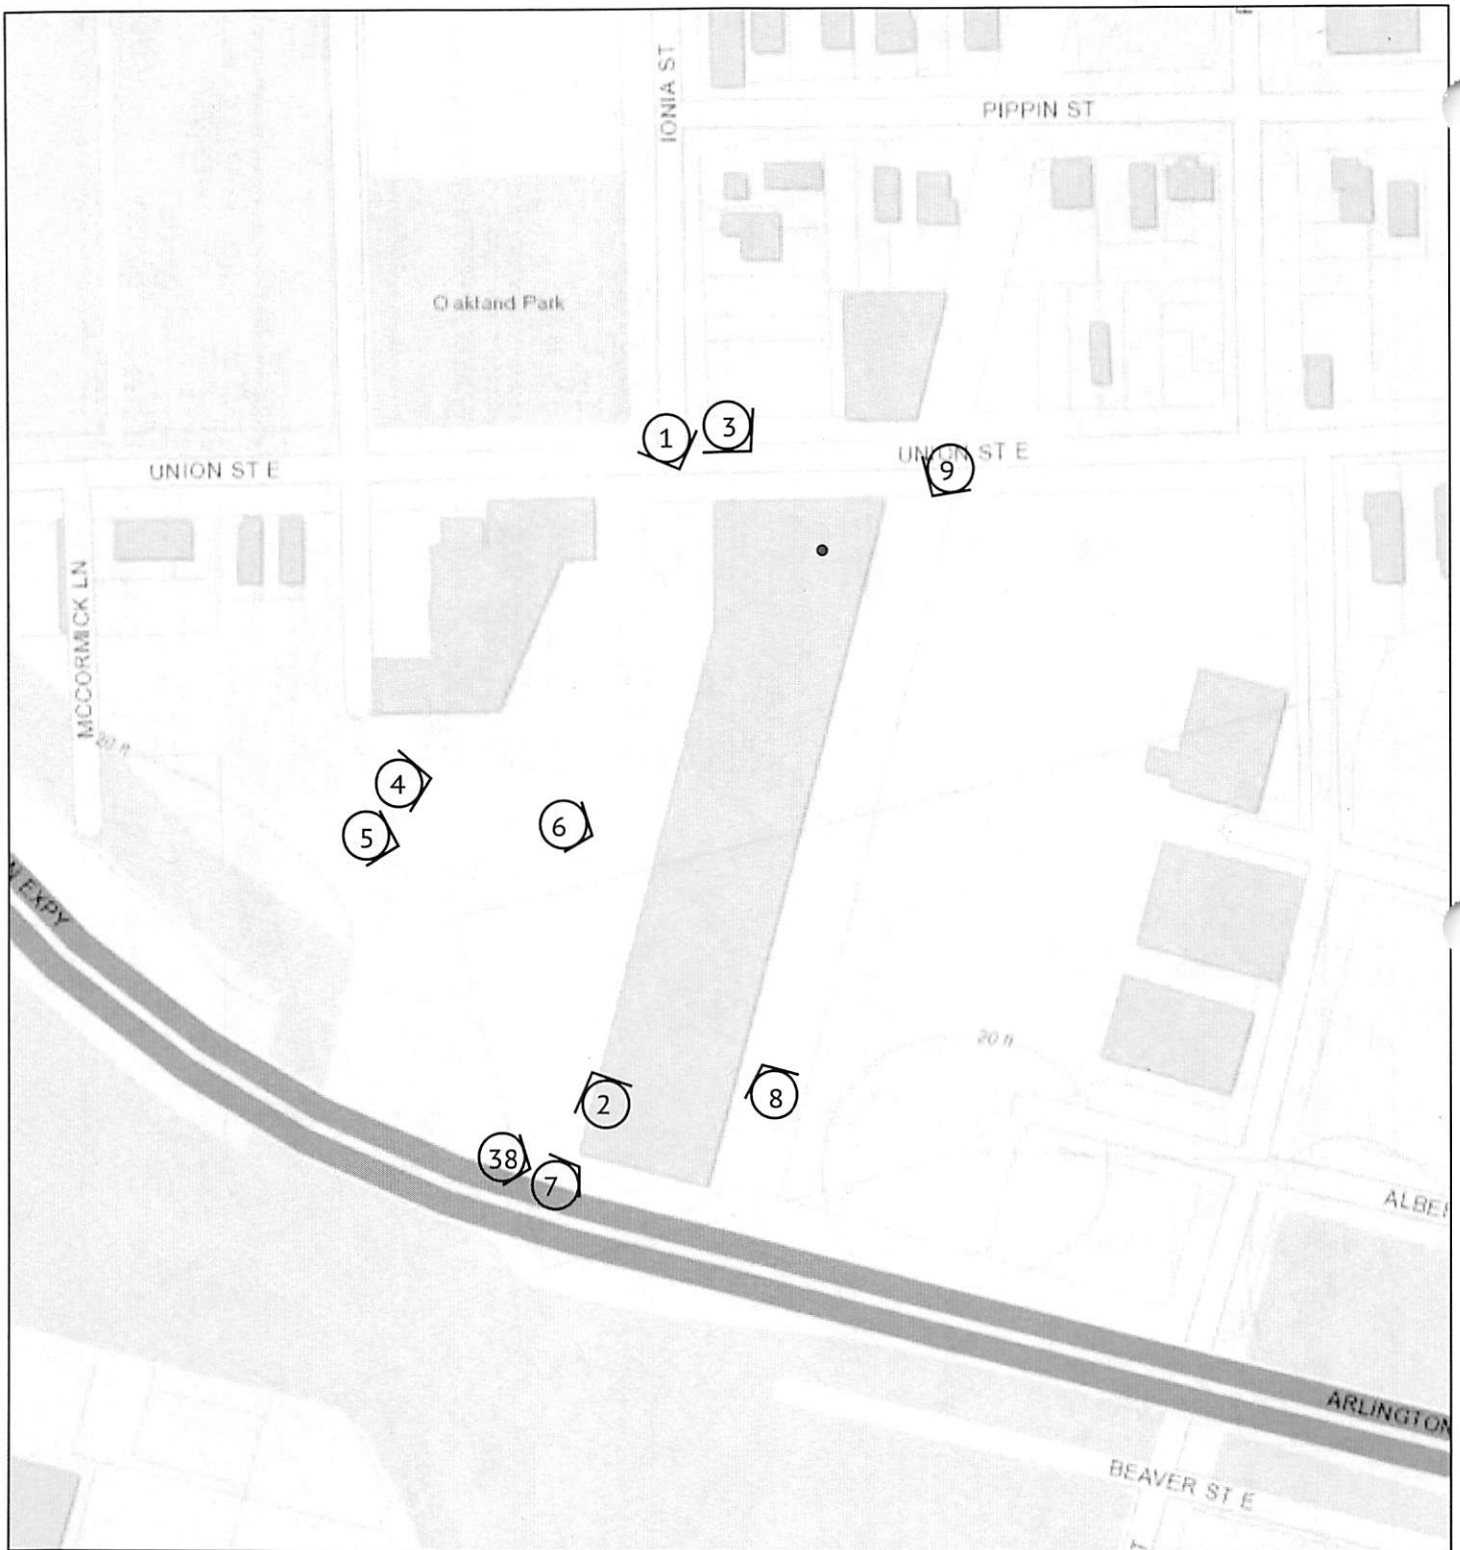 IONIA ST
PIPPIN ST
Oakland Park
1
3
UNION ST E
UNION ST E
9
MCCORMICK LN
20 ft
4
5
6
N EXPY
20 ft
2
8
38
7
ALBER
ARLINGTON
BEAVER ST E